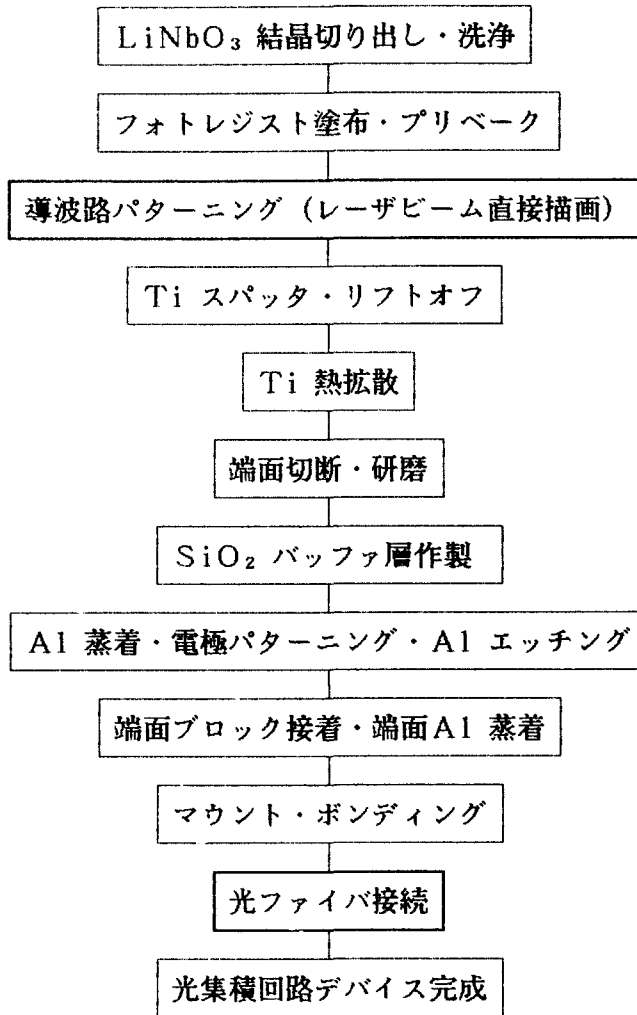 LiNbO₃ 結晶切り出し・洗浄
フォトレジスト塗布・プリベーク
導波路パターニング (レーザビーム直接描画)
Ti スパッタ・リフトオフ
Ti 熱拡散
端面切断・研磨
SiO₂ バッファ層作製
Al 蒸着・電極パターニング・Al エッチング
端面ブロック接着・端面Al 蒸着
マウント・ボンディング
光ファイバ接続
光集積回路デバイス完成